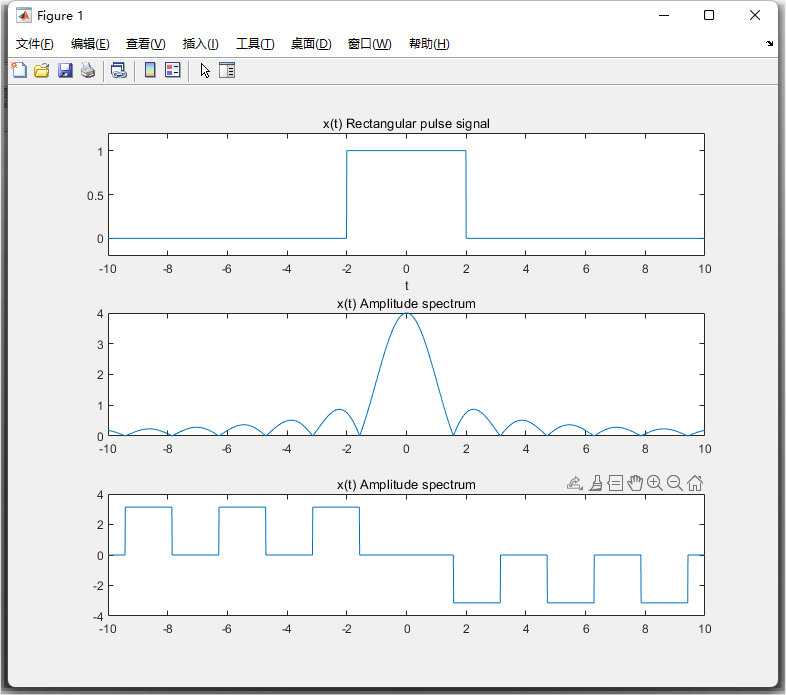 Figure 1
文件(F) 编辑(E) 查看(V) 插入(I) 工具(T) 桌面(D) 窗口(W) 帮助(H)
x(t) Rectangular pulse signal
1
0.5
0
-10 -8 -6 -4 -2 0 2 4 6 8 10
t
x(t) Amplitude spectrum
4
3
2
1
0
-10 -8 -6 -4 -2 0 2 4 6 8 10
x(t) Amplitude spectrum
4
2
0
-2
-4
-10 -8 -6 -4 -2 0 2 4 6 8 10